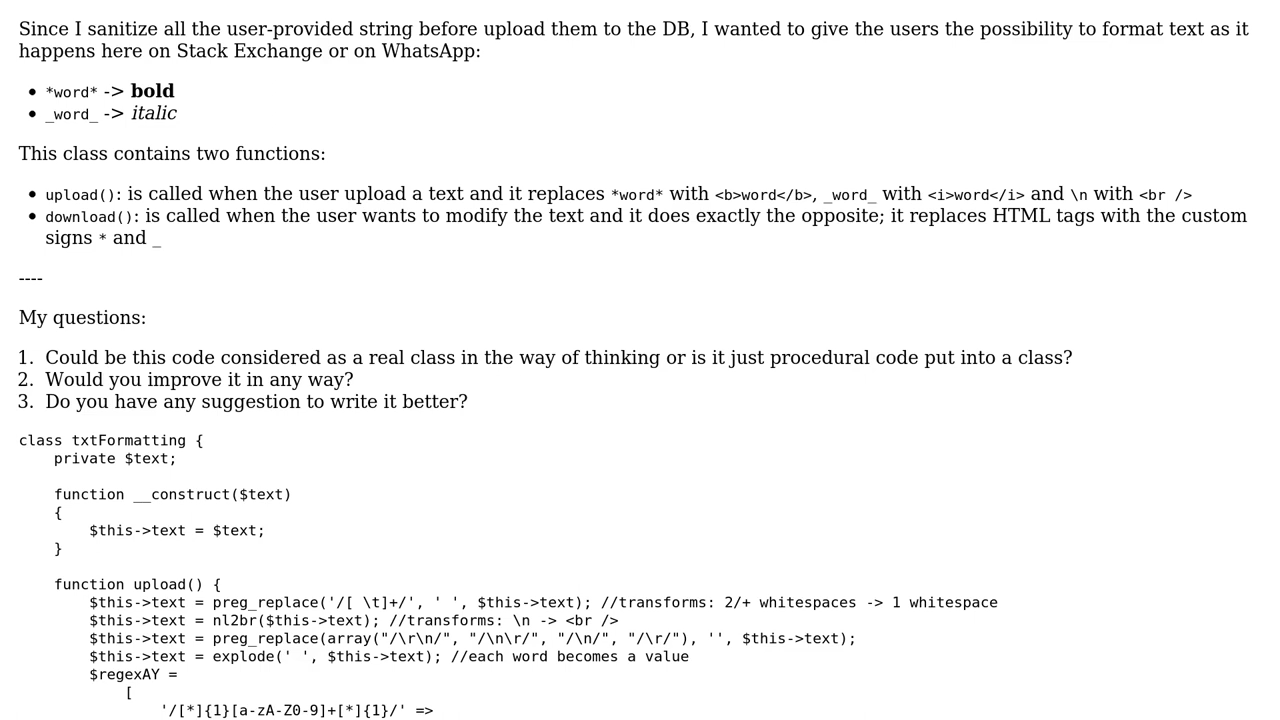 Since I sanitize all the user-provided string before upload them to the DB, I wanted to give the users the possibility to format text as it
happens here on Stack Exchange or on WhatsApp:
• *word* -> bold
• _word_ -> italic
This class contains two functions:
• upload(): is called when the user upload a text and it replaces *word* with <b>word</b>, _word_ with <i>word</i> and \n with <br />
• download(): is called when the user wants to modify the text and it does exactly the opposite; it replaces HTML tags with the custom
signs * and _
----
My questions:
1. Could be this code considered as a real class in the way of thinking or is it just procedural code put into a class?
2. Would you improve it in any way?
3. Do you have any suggestion to write it better?
class txtFormatting {
    private $text;
    function __construct($text)
    {
        $this->text = $text;
    }
    function upload() {
        $this->text = preg_replace('/[ \t]+/', ' ', $this->text); //transforms: 2/+ whitespaces -> 1 whitespace
        $this->text = nl2br($this->text); //transforms: \n -> <br />
        $this->text = preg_replace(array("/\r\n/", "/\n\r/", "/\n/", "/\r/"), '', $this->text);
        $this->text = explode(' ', $this->text); //each word becomes a value
        $regexAY =
            [
                '/[*]{1}[a-zA-Z0-9]+[*]{1}/' =>